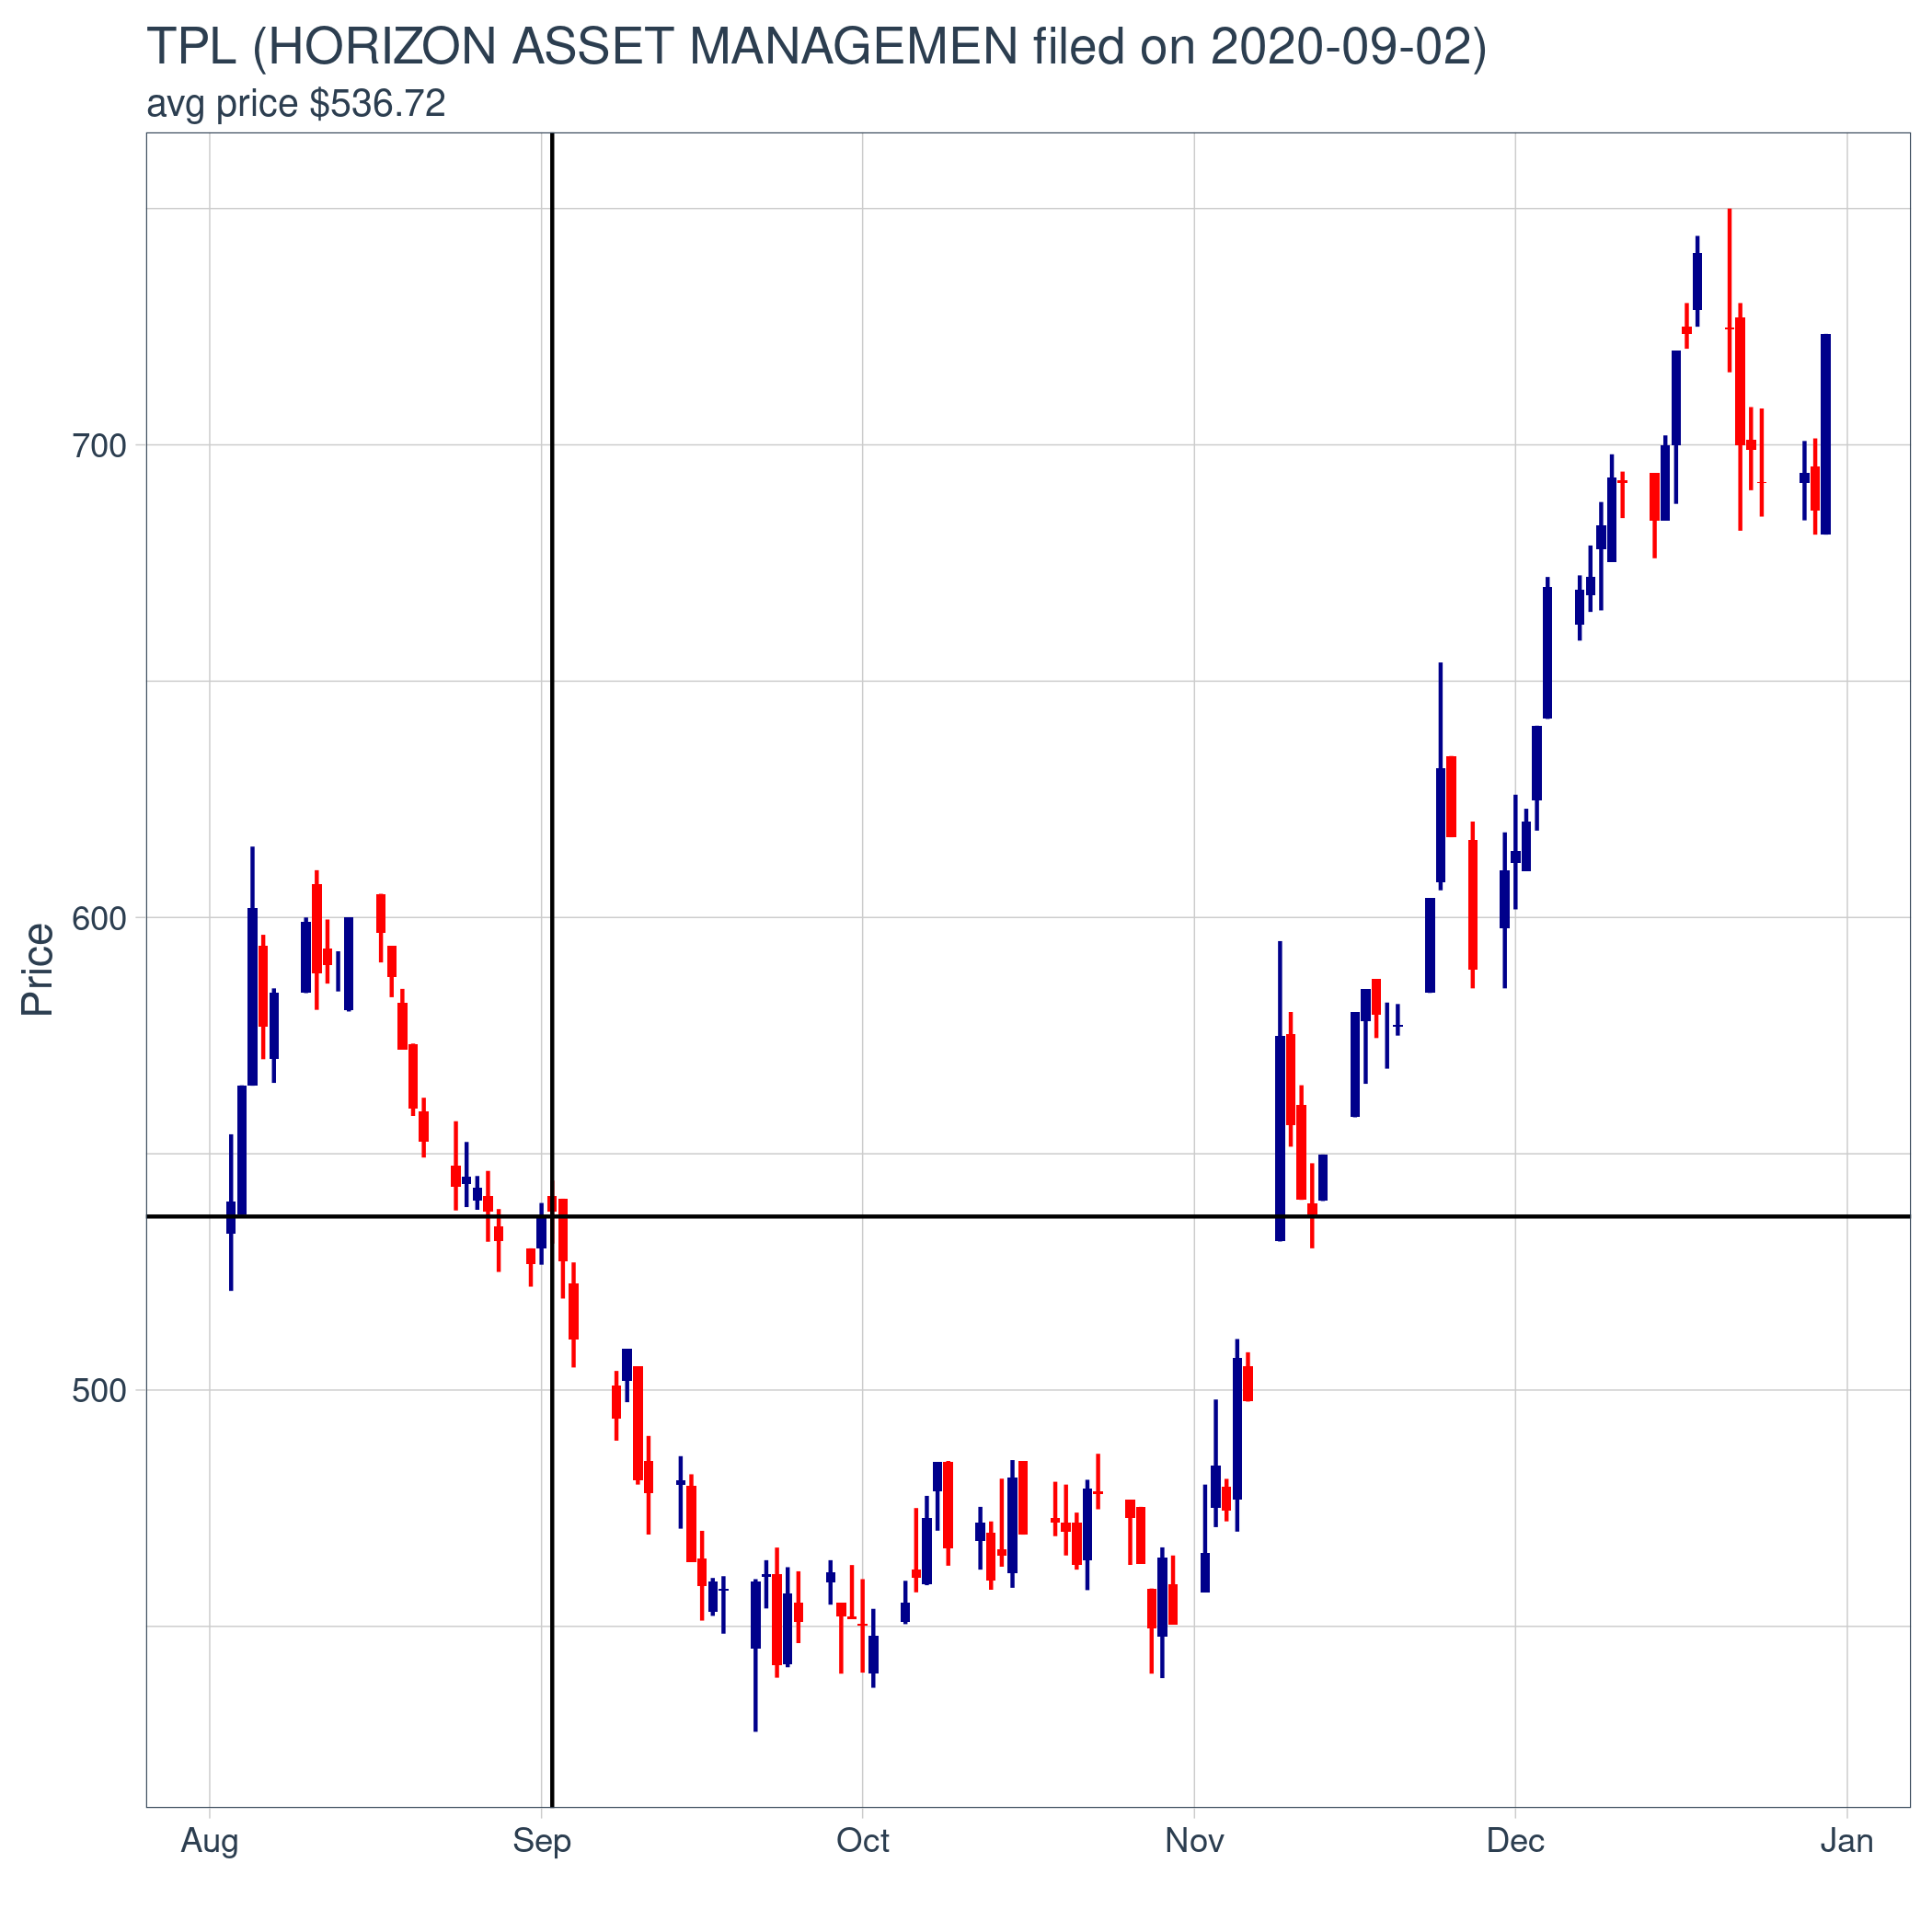 TPL (HORIZON ASSET MANAGEMEN filed on 2020-09-02)
avg price $536.72
Price
700
600
500
Aug Sep Oct Nov Dec Jan